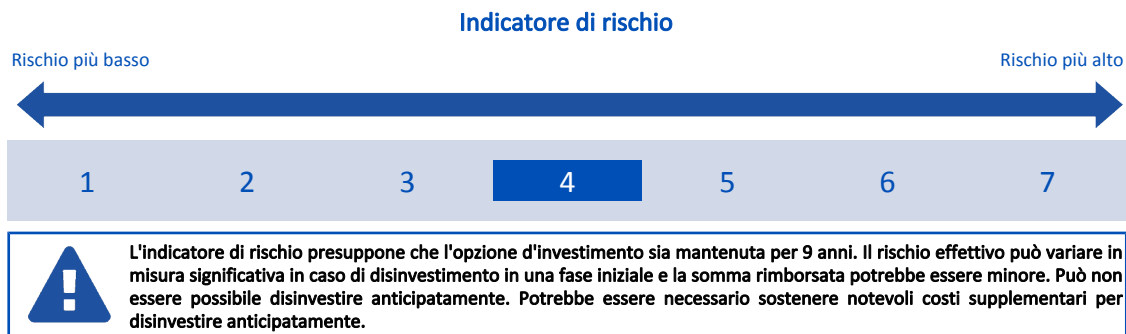 Indicatore di rischio
Rischio più basso
Rischio più alto
1 2 3 4 5 6 7
L'indicatore di rischio presuppone che l'opzione d'investimento sia mantenuta per 9 anni. Il rischio effettivo può variare in
misura significativa in caso di disinvestimento in una fase iniziale e la somma rimborsata potrebbe essere minore. Può non
essere possibile disinvestire anticipatamente. Potrebbe essere necessario sostenere notevoli costi supplementari per
disinvestire anticipatamente.